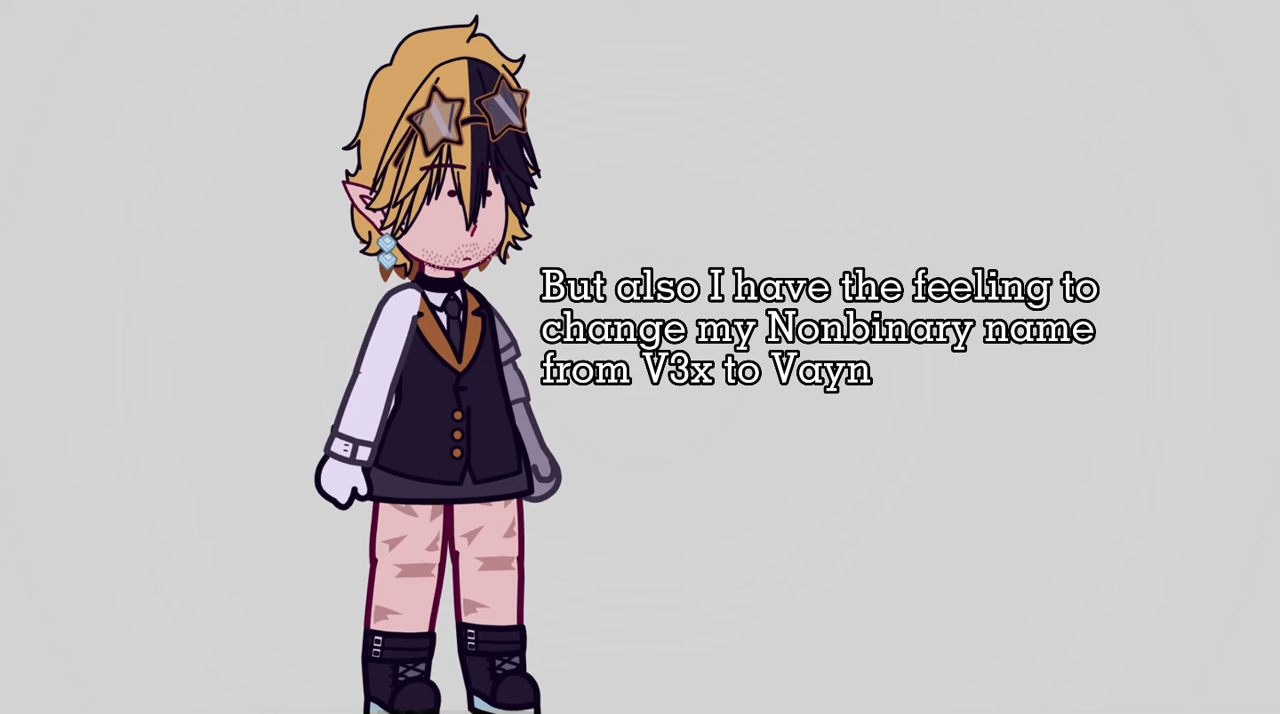 But also I have the feeling to
change my Nonbinary name
from V3x to Vayn